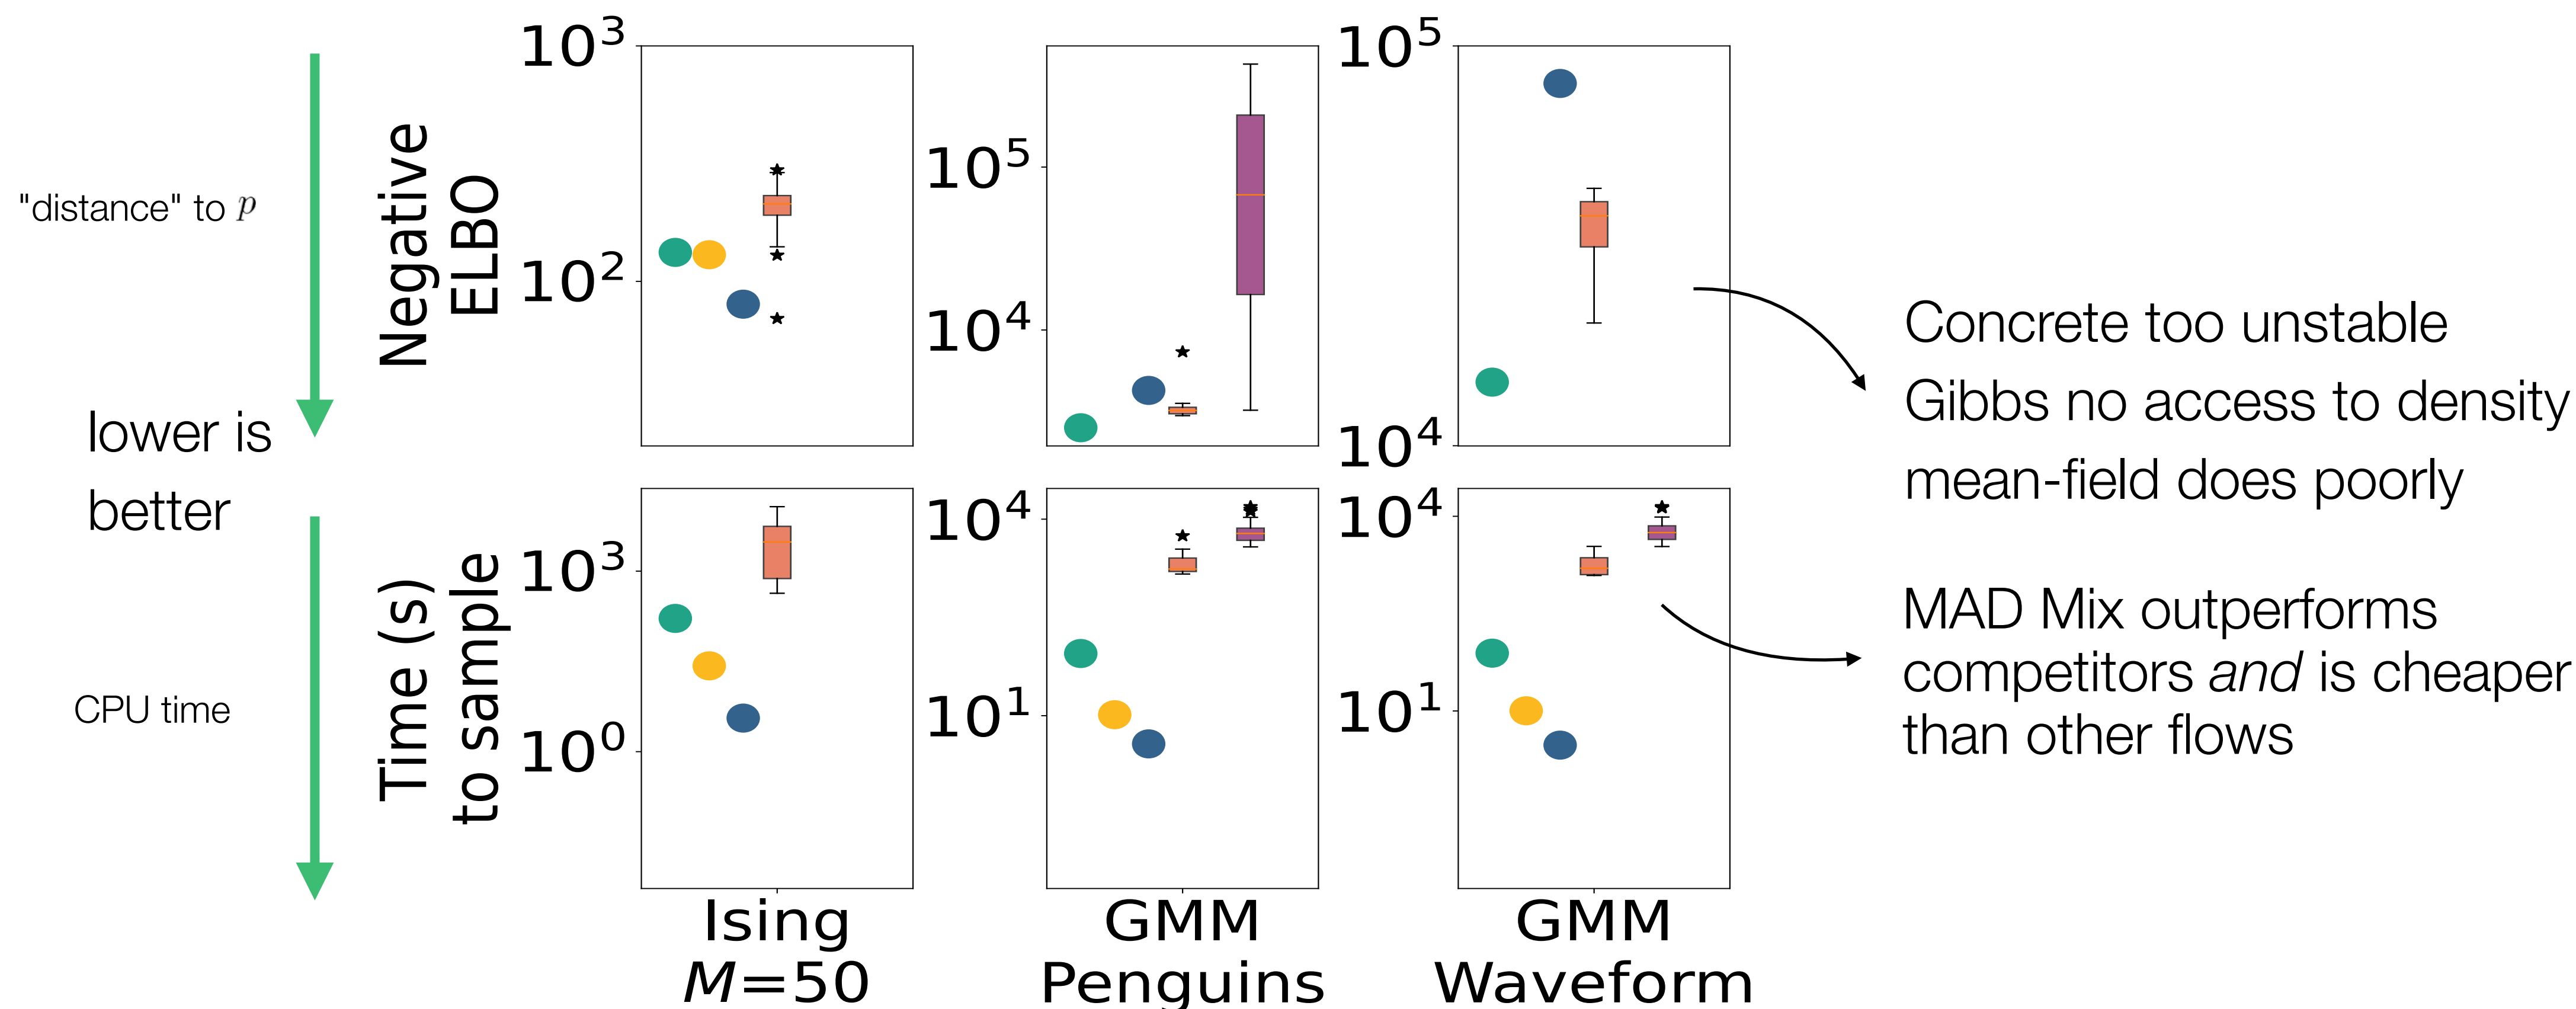 "distance" to p
lower is
better
CPU time
Negative
ELBO
10³
10²
10⁵
10⁴
10⁵
10⁴
Time (s)
to sample
10³
10⁰
10⁴
10¹
10⁴
10¹
Ising
M=50
GMM
Penguins
GMM
Waveform
Concrete too unstable
Gibbs no access to density
mean-field does poorly
MAD Mix outperforms
competitors and is cheaper
than other flows